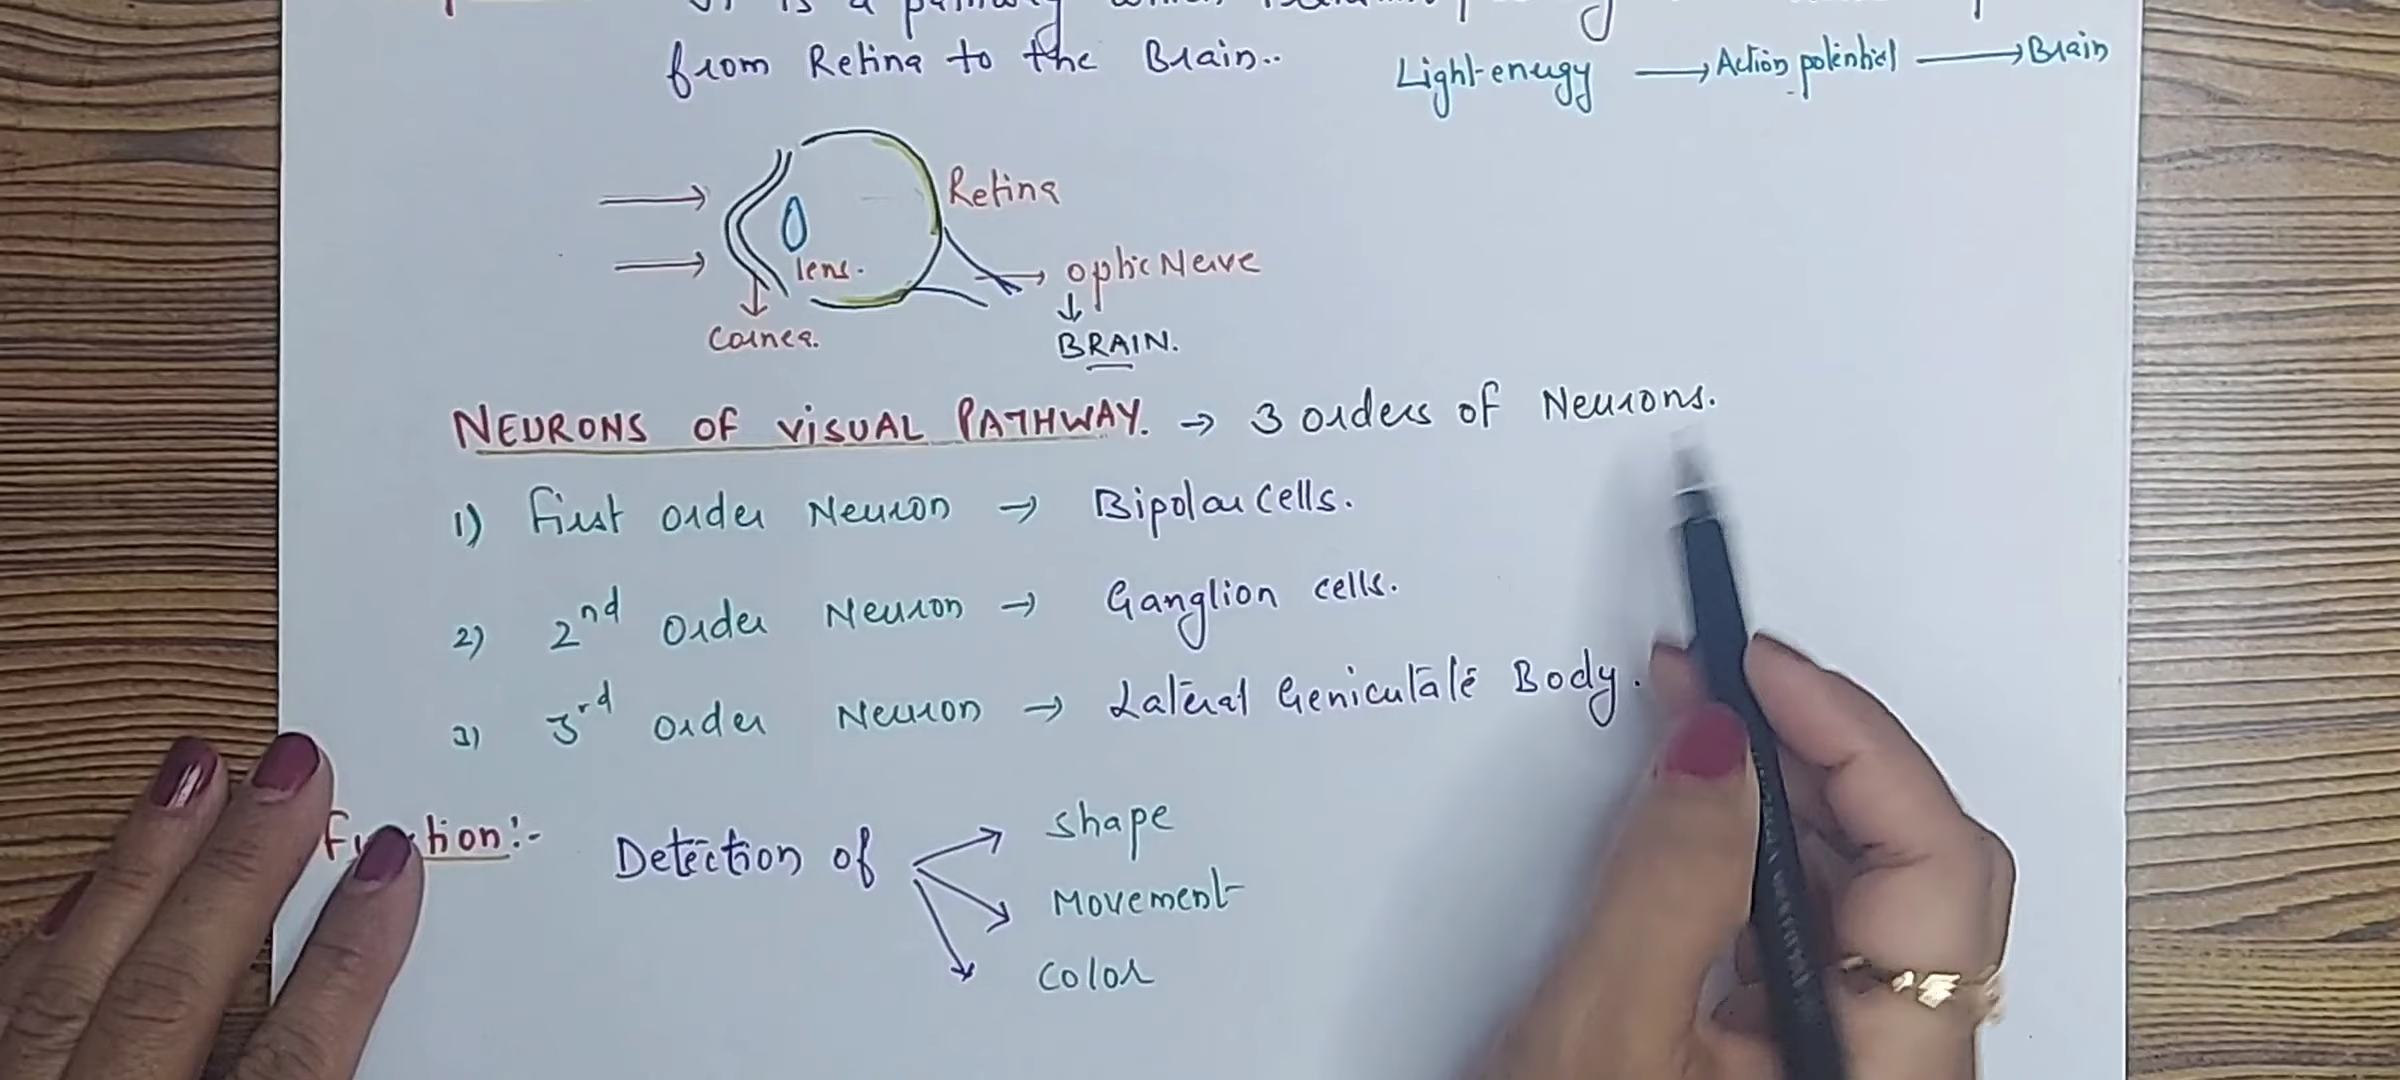 from Retina to the Brain..
Light energy → Action potential → Brain
Retina
lens.
optic Nerve
↓
Cornea.
BRAIN.
NEURONS OF VISUAL PATHWAY. → 3 orders of Neurons.
1) First order Neuron → Bipolar Cells.
2) 2nd Order Neuron → Ganglion cells.
3) 3rd order Neuron → Lateral Geniculate Body.
Detection of
shape
Movement
Color